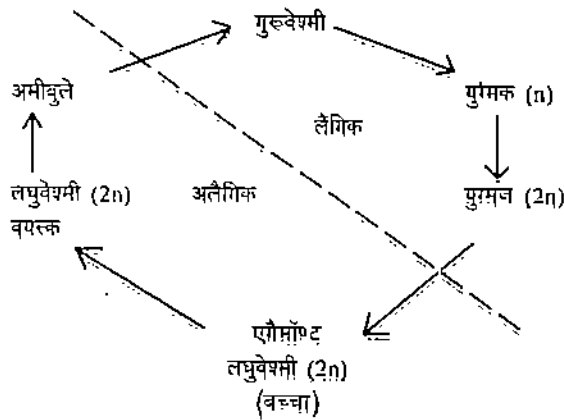 गुरूवेश्मी
अमीबुले
युग्मक (n)
लैंगिक
लघुवेश्मी (2n)
वयस्क
अलैंगिक
युग्मज (2n)
एगैमॉण्ट
लघुवेश्मी (2n)
(बच्चा)